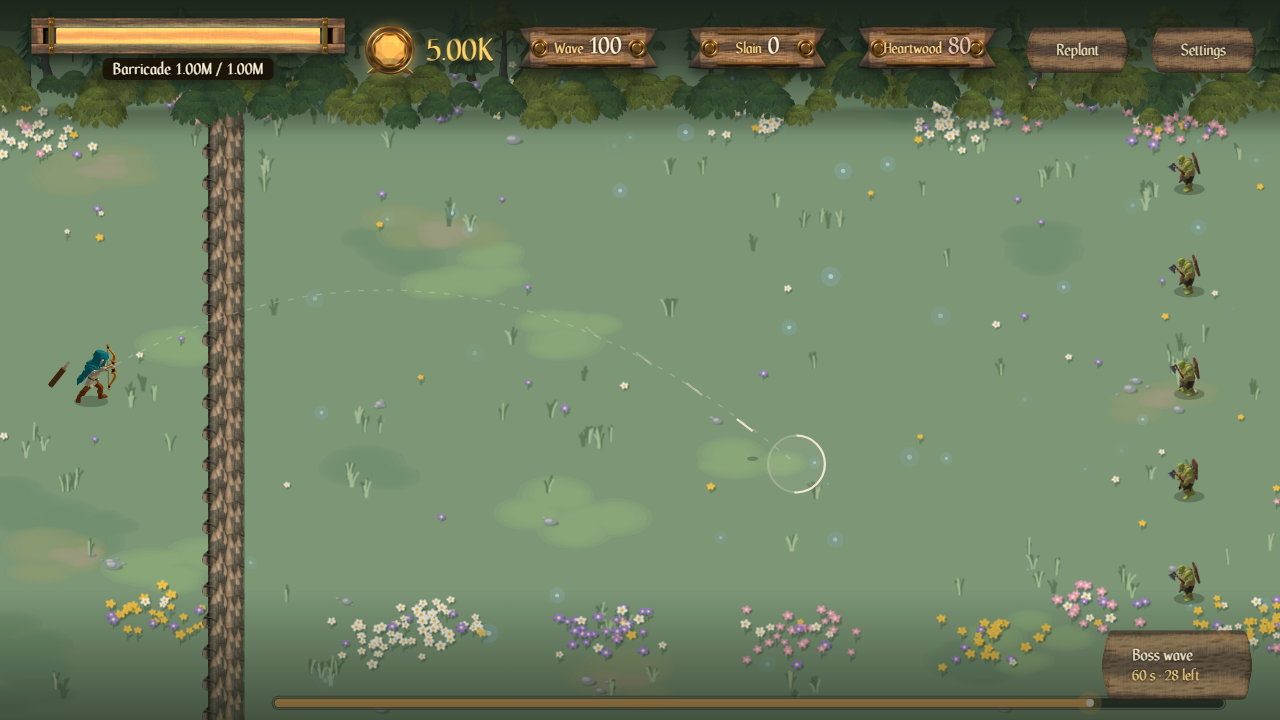 Barricade 1.00M / 1.00M
5.00K
Wave 100
Slain 0
Heartwood 80
Replant
Settings
Boss wave
60 s · 28 left